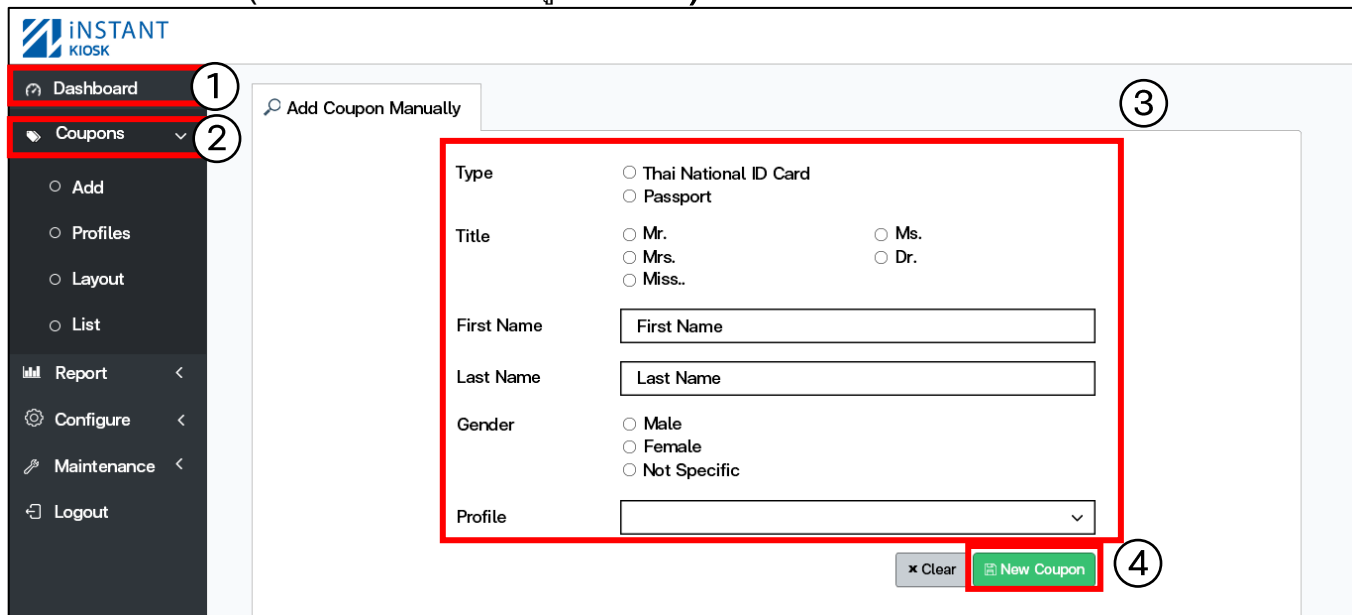 iNSTANT
KIOSK
Dashboard
1
Coupons
2
Add
Profiles
Layout
List
Report
Configure
Maintenance
Logout
Add Coupon Manually
3
Type
Thai National ID Card
Passport
Title
Mr.
Ms.
Mrs.
Dr.
Miss..
First Name
First Name
Last Name
Last Name
Gender
Male
Female
Not Specific
Profile
× Clear
New Coupon
4